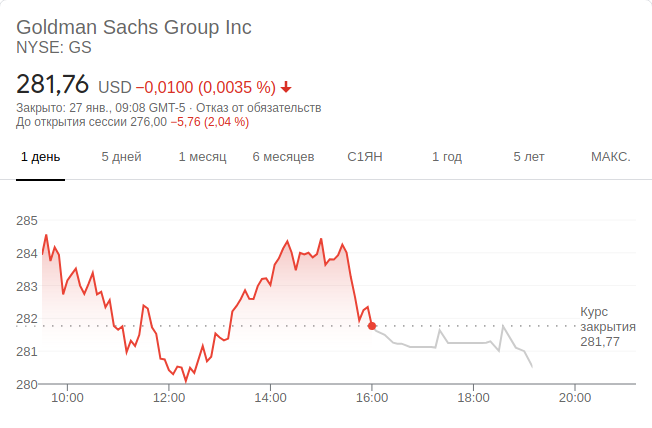 Goldman Sachs Group Inc
NYSE: GS
281,76 USD −0,0100 (0,0035 %)
Закрыто: 27 янв., 09:08 GMT-5 · Отказ от обязательств
До открытия сессии 276,00 −5,76 (2,04 %)
1 день 5 дней 1 месяц 6 месяцев С1ЯН 1 год 5 лет МАКС.
285
284
283
282
281
280
Курс
закрытия
281,77
10:00 12:00 14:00 16:00 18:00 20:00